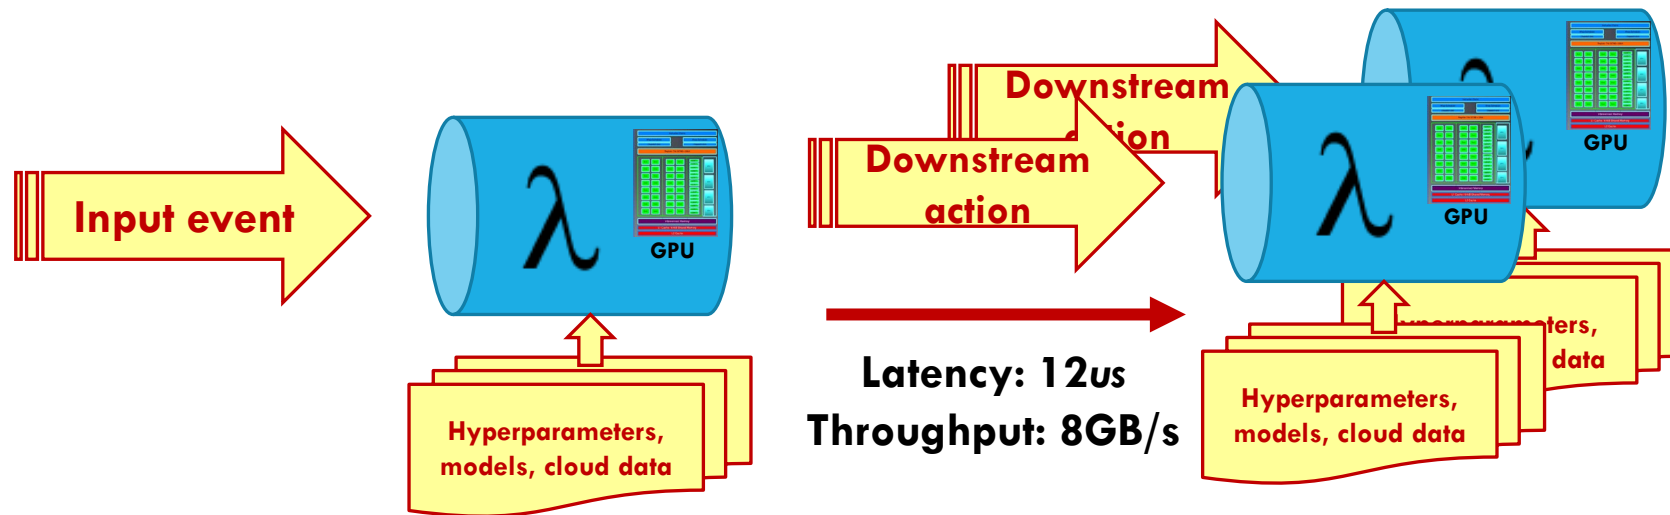 Input event
λ
GPU
Hyperparameters,
models, cloud data
Downstream
action
Downstream
action
Latency: 12us
Throughput: 8GB/s
λ
GPU
GPU
Hyperparameters,
models, cloud data
data